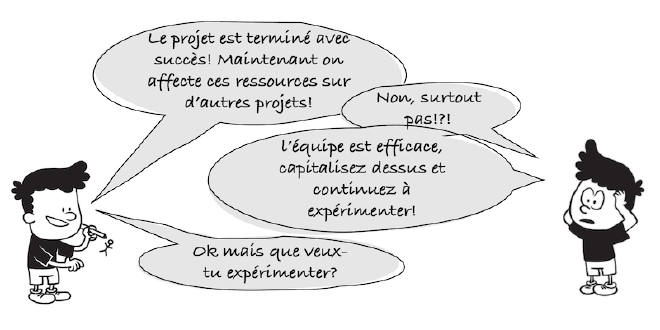 Le projet est terminé avec
succès! Maintenant on
affecte ces ressources sur
d'autres projets!
Non, surtout
pas!?!
l'équipe est efficace,
capitalisez dessus et
continuez à
expérimenter!
Ok mais que veux-
tu expérimenter?